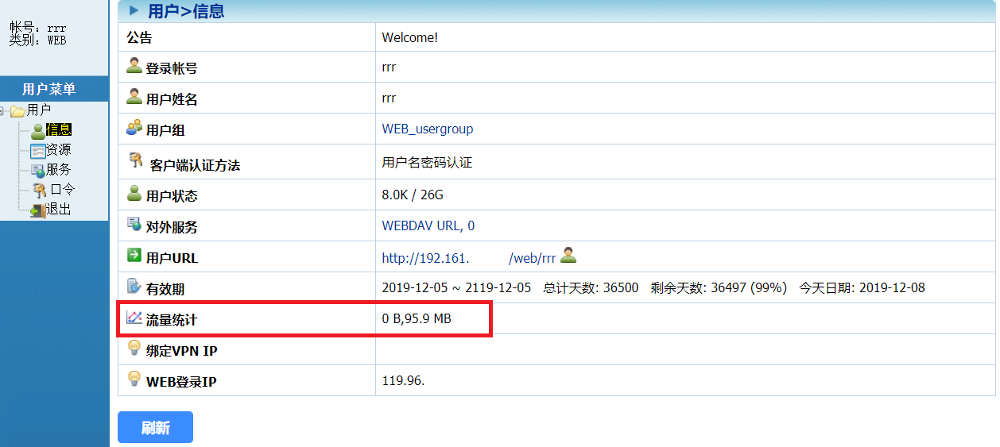 帐号: rrr
类别: WEB
用户菜单
用户
信息
资源
服务
口令
退出
用户>信息
公告 Welcome!
登录帐号 rrr
用户姓名 rrr
用户组 WEB_usergroup
客户端认证方法 用户名密码认证
用户状态 8.0K / 26G
对外服务 WEBDAV URL, 0
用户URL http://192.161. /web/rrr
有效期 2019-12-05 ~ 2119-12-05 总计天数: 36500 剩余天数: 36497 (99%) 今天日期: 2019-12-08
流量统计 0 B,95.9 MB
绑定VPN IP
WEB登录IP 119.96.
刷新